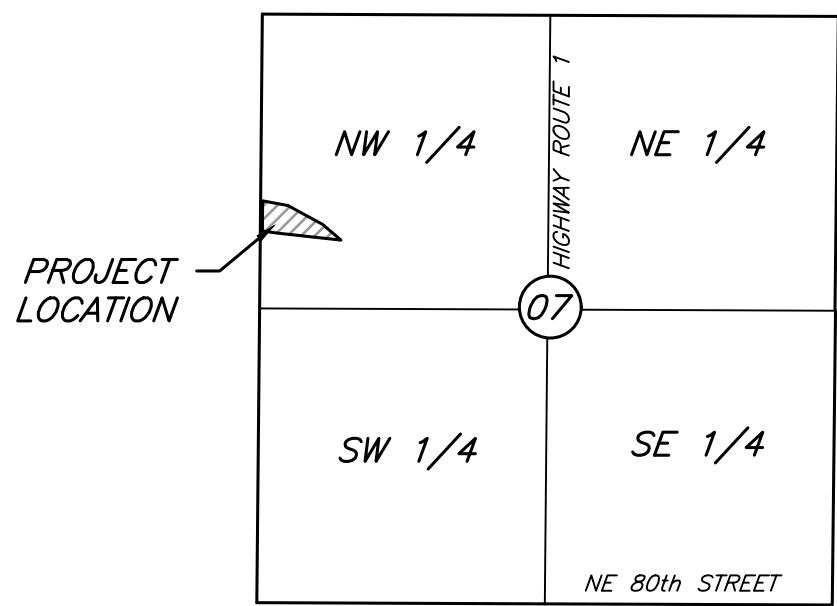 NW 1/4
HIGHWAY ROUTE 1
NE 1/4
PROJECT
LOCATION
07
SW 1/4
SE 1/4
NE 80th STREET